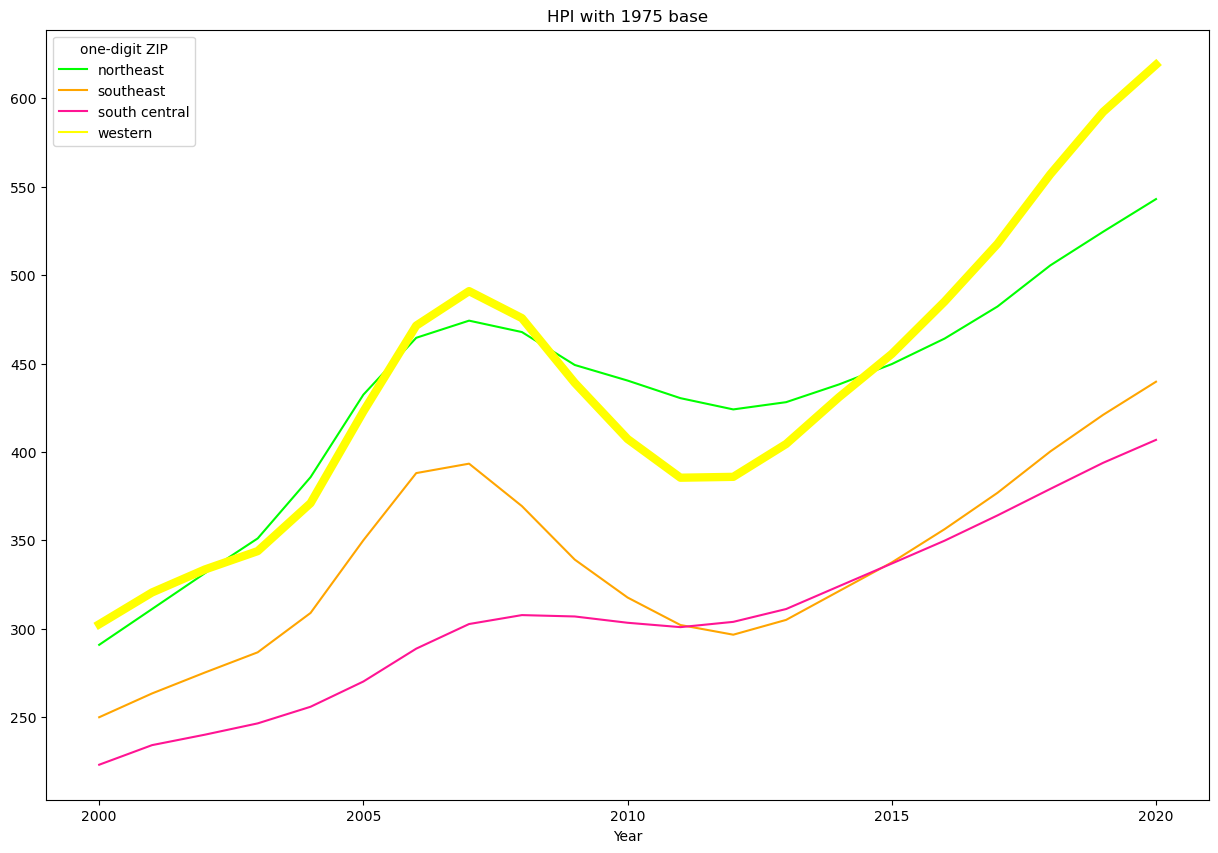 HPI with 1975 base
one-digit ZIP
northeast
southeast
south central
western
600
550
500
450
400
350
300
250
2000 2005 2010 2015 2020
Year